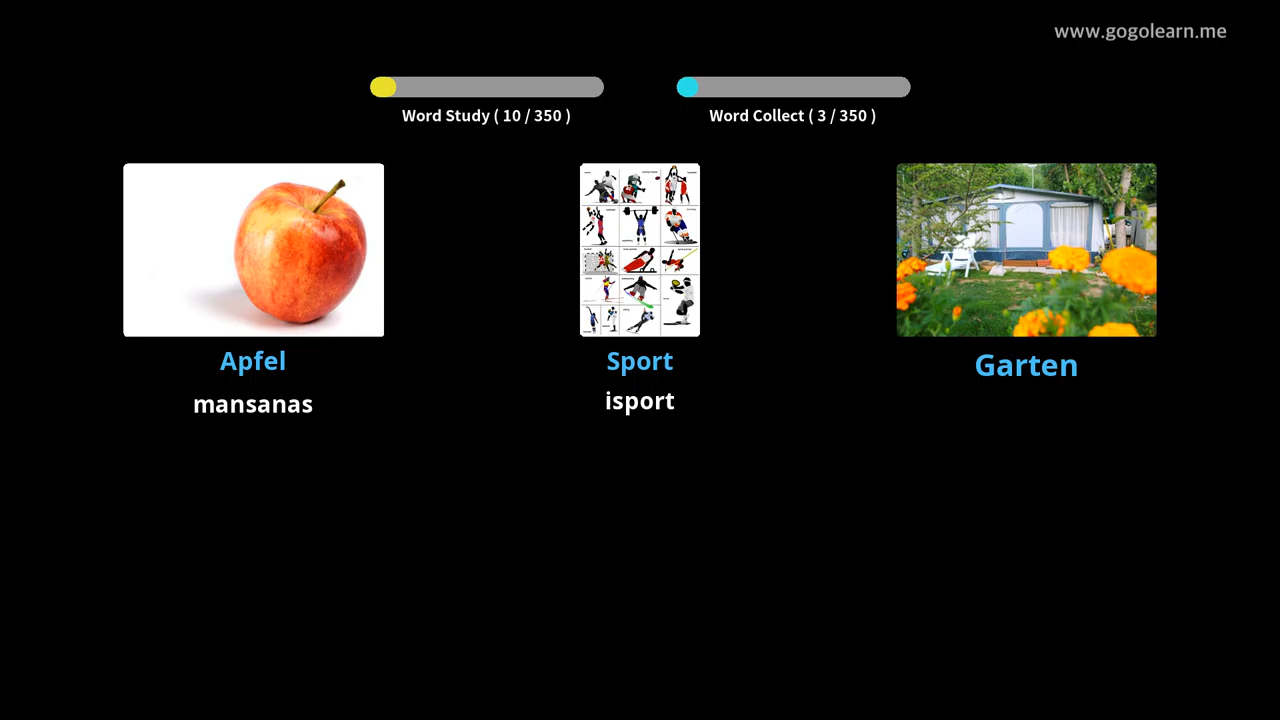 www.gogolearn.me
Word Study ( 10 / 350 )
Word Collect ( 3 / 350 )
Apfel
Sport
Garten
mansanas
isport